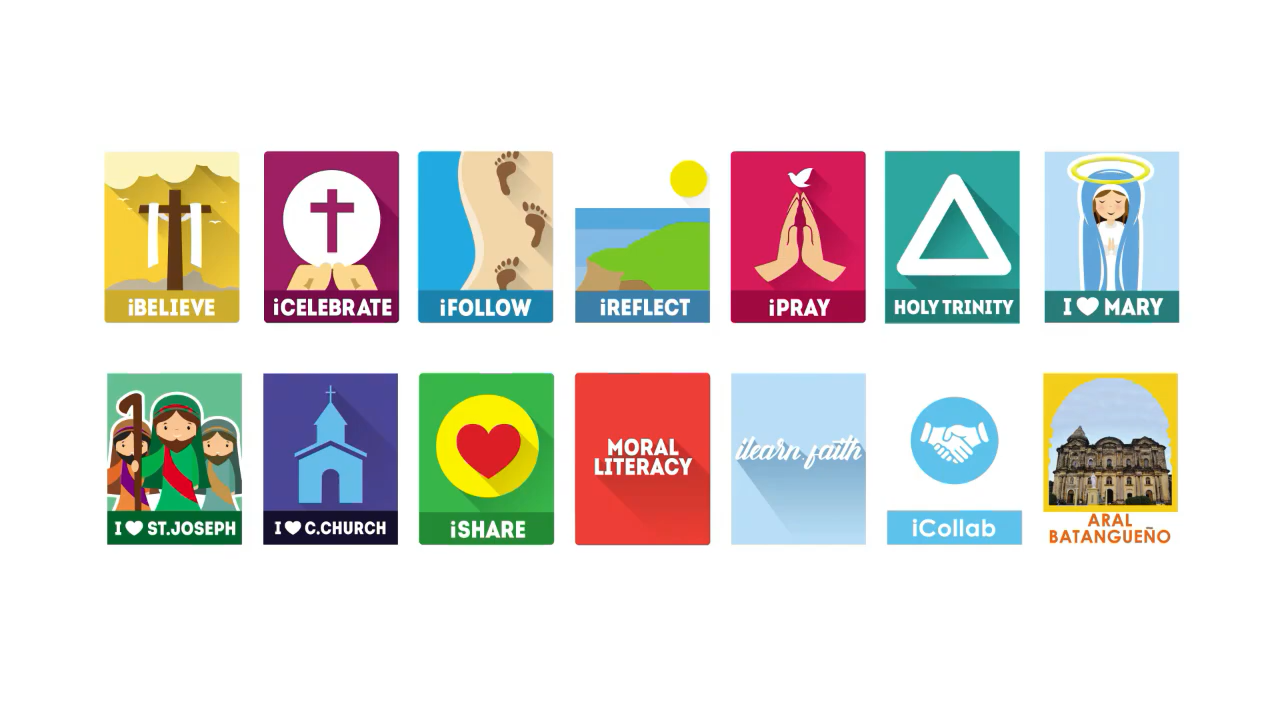 iBELIEVE
iCELEBRATE
iFOLLOW
iREFLECT
iPRAY
HOLY TRINITY
I ♥ MARY
I ♥ ST.JOSEPH
I ♥ C.CHURCH
iSHARE
MORAL
LITERACY
ilearn.faith
iCollab
ARAL
BATANGUEÑO